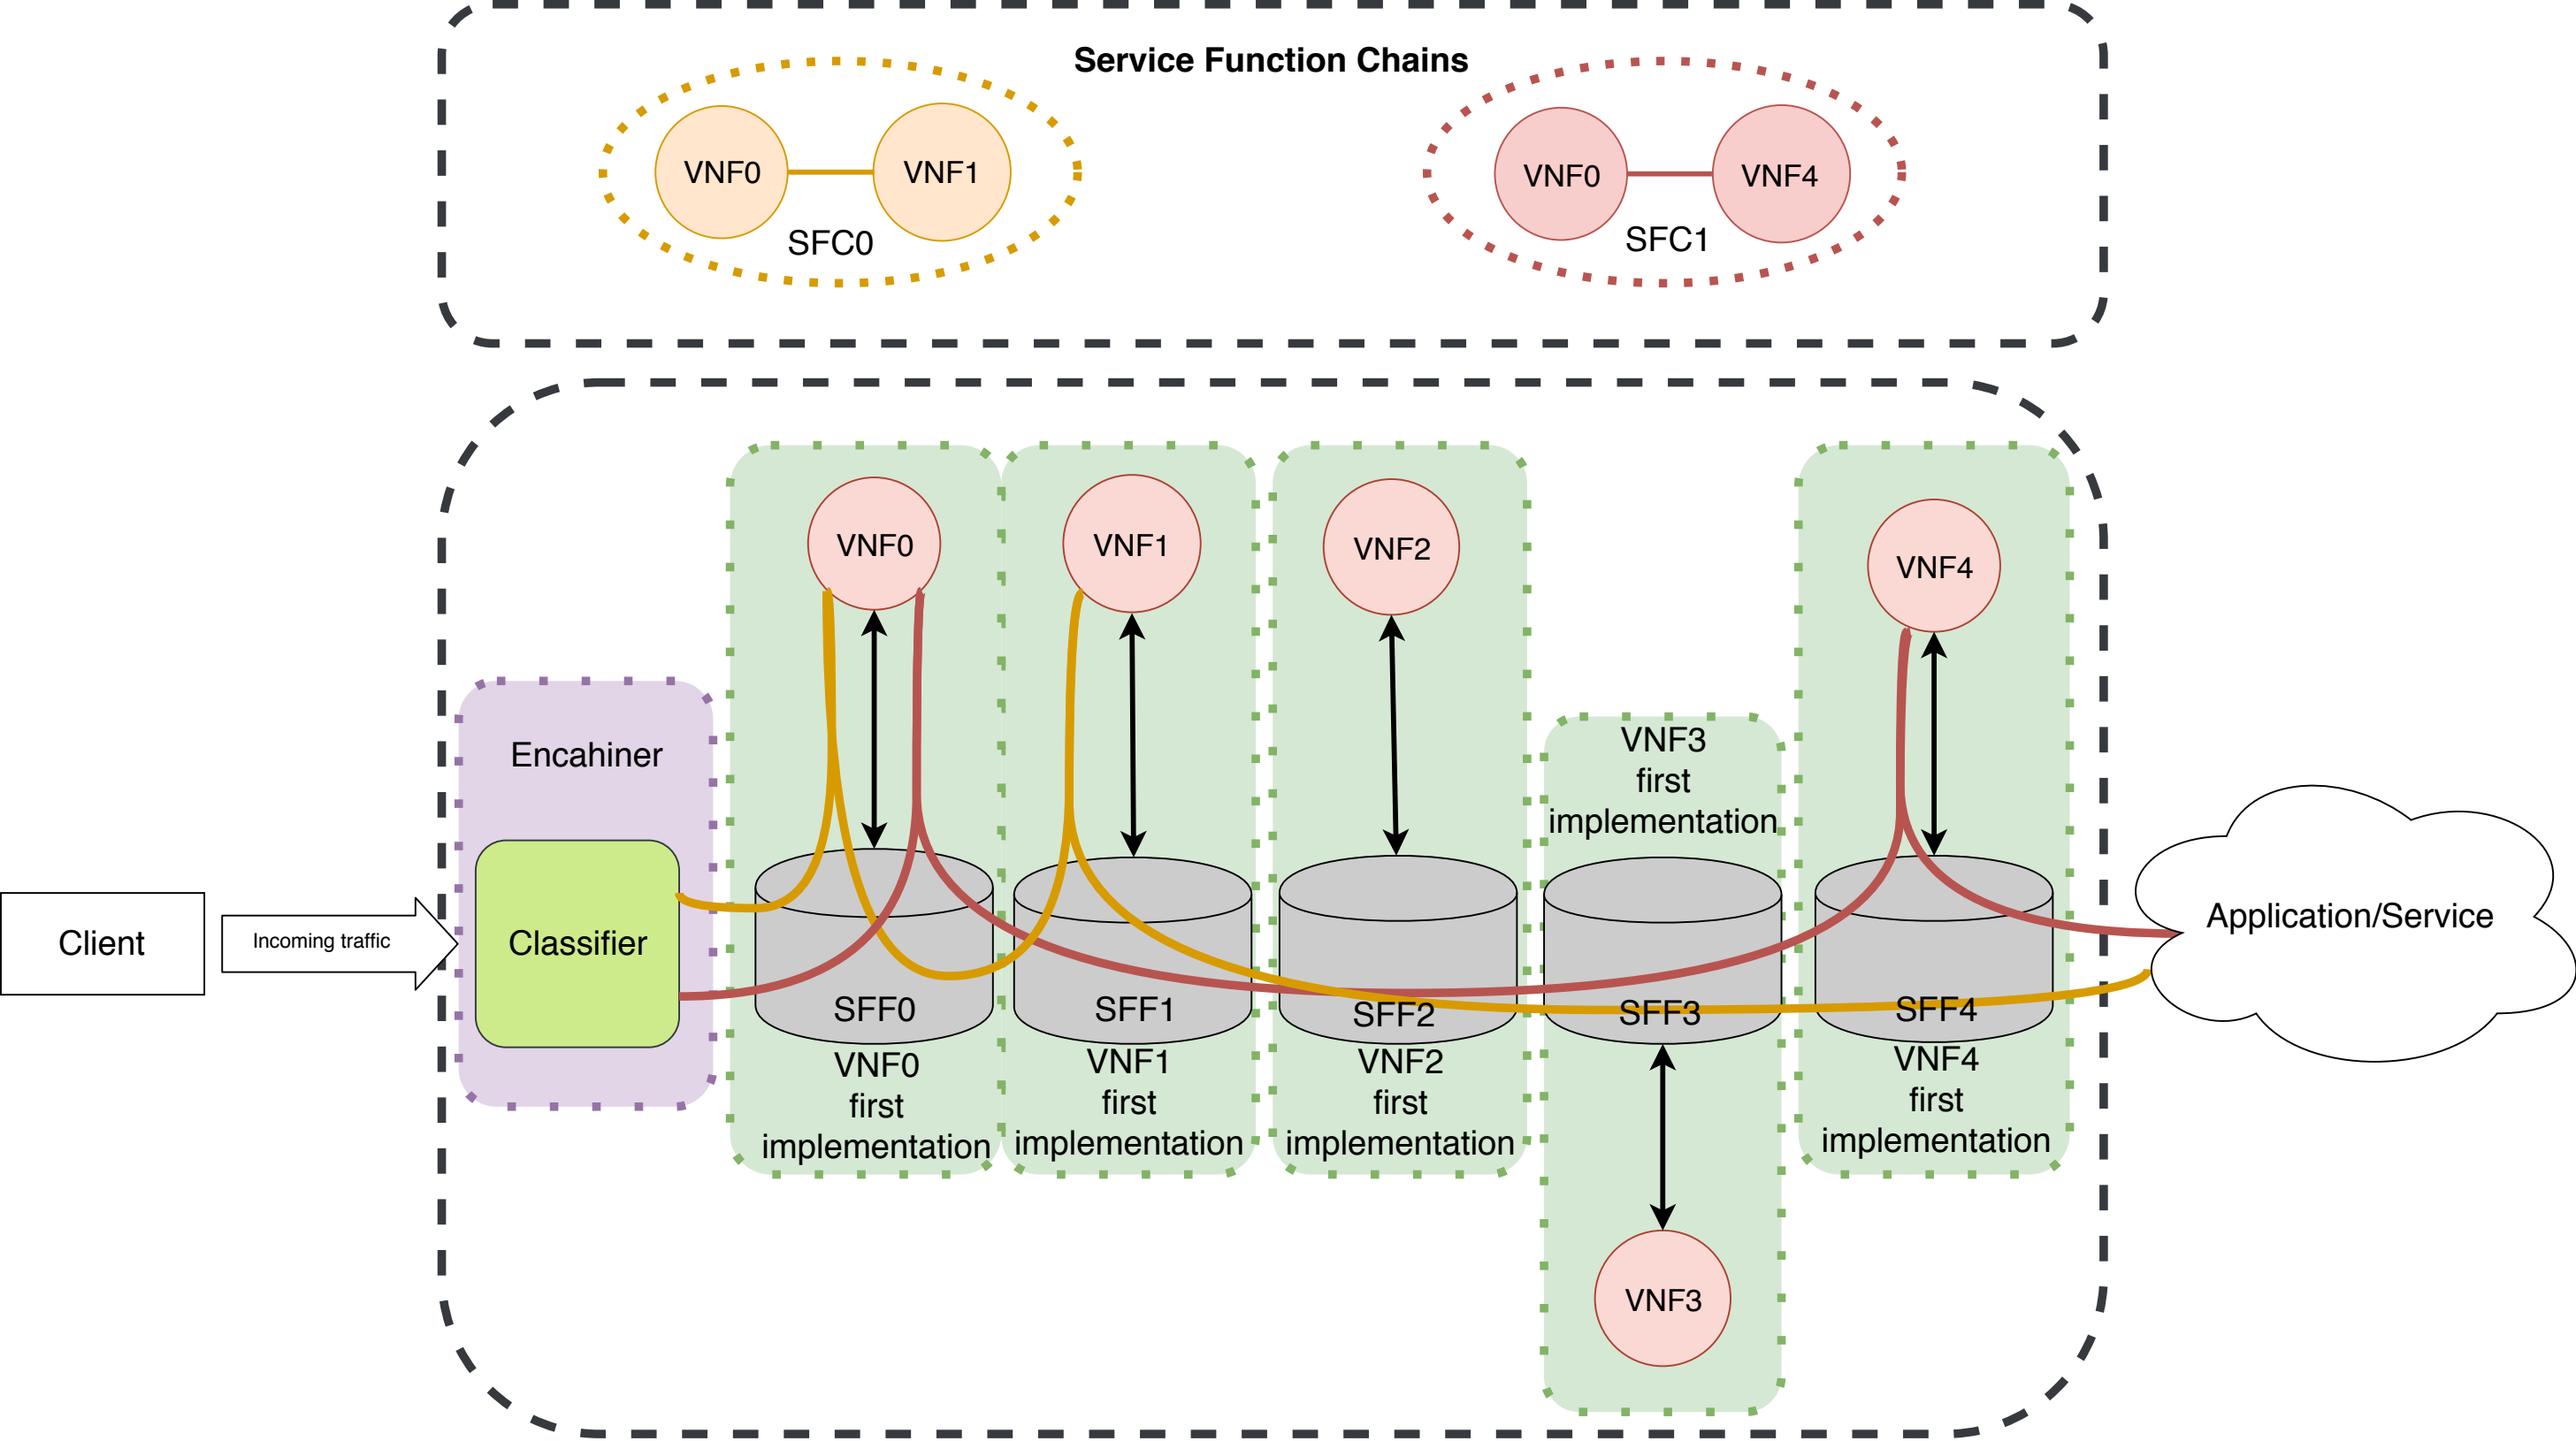 Service Function Chains
VNF0
VNF1
SFC0
VNF0
VNF4
SFC1
Client
Incoming traffic
Encahiner
Classifier
VNF0
SFF0
VNF0
first
implementation
VNF1
SFF1
VNF1
first
implementation
VNF2
SFF2
VNF2
first
implementation
VNF3
first
implementation
SFF3
VNF3
VNF4
SFF4
VNF4
first
implementation
Application/Service